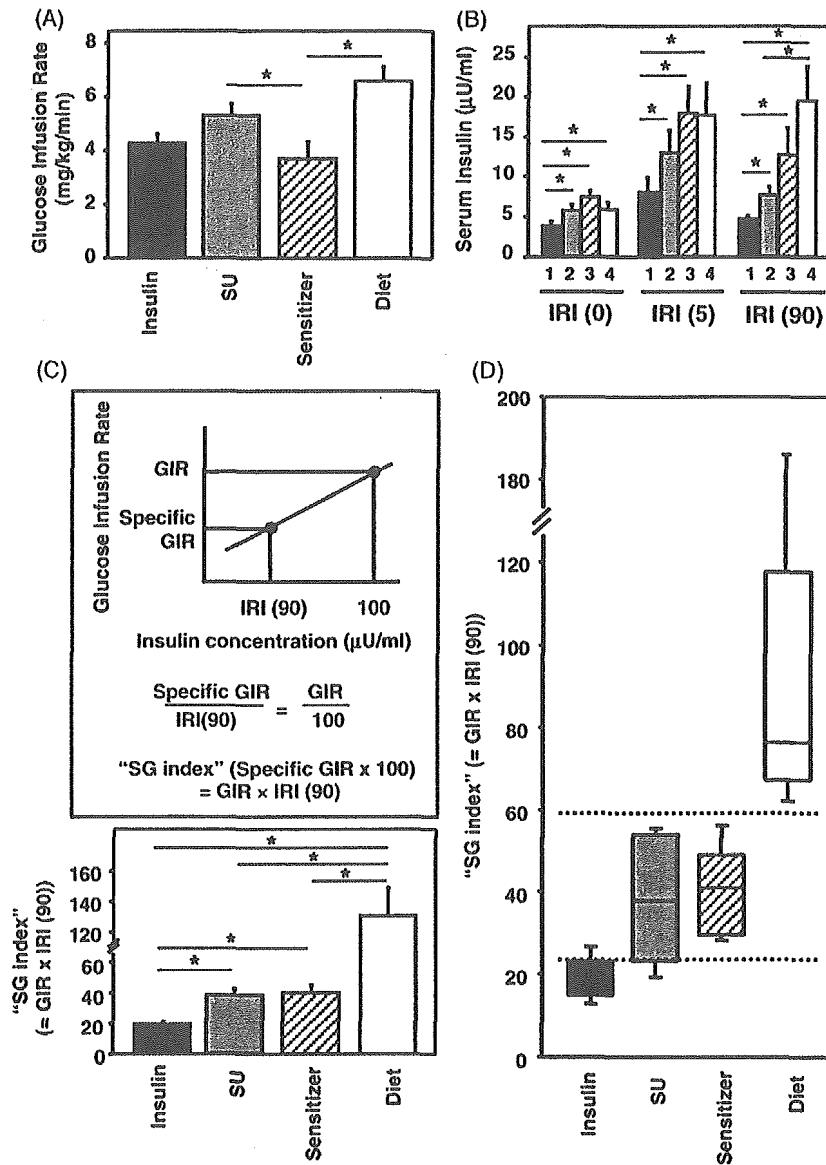 (A)
Glucose Infusion Rate
(mg/kg/min)
8
6
4
2
0
*
*
Insulin
SU
Sensitizer
Diet
(B)
Serum Insulin (μU/ml)
25
20
15
10
5
0
*
*
*
*
*
*
*
*
*
*
1 2 3 4
1 2 3 4
1 2 3 4
IRI (0)
IRI (5)
IRI (90)
(C)
Glucose Infusion Rate
GIR
Specific
GIR
IRI (90)
100
Insulin concentration (μU/ml)
Specific GIR
IRI(90)
=
GIR
100
“SG index” (Specific GIR x 100)
= GIR × IRI (90)
“SG index”
(= GIR x IRI (90))
160
120
60
40
20
0
*
*
*
*
*
Insulin
SU
Sensitizer
Diet
(D)
“SG index” (= GIR x IRI (90))
200
180
120
100
80
60
40
20
0
Insulin
SU
Sensitizer
Diet